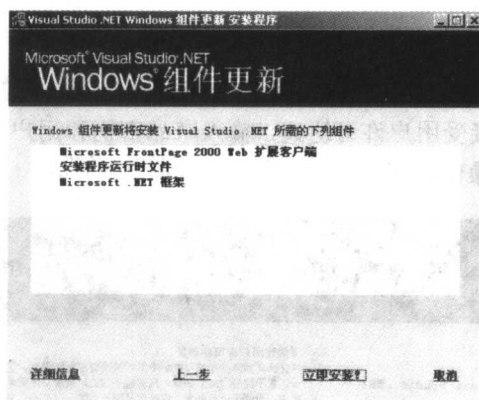 Visual Studio .NET Windows 组件更新 安装程序
Microsoft® Visual Studio®.NET
Windows® 组件更新
Windows 组件更新将安装 Visual Studio .NET 所需的下列组件
Microsoft FrontPage 2000 Web 扩展客户端
安装程序运行时文件
Microsoft .NET 框架
详细信息 上一步 立即安装! 取消